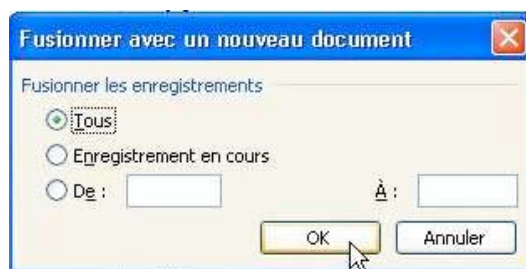 Fusionner avec un nouveau document
Fusionner les enregistrements
Tous
Enregistrement en cours
De : À :
OK Annuler